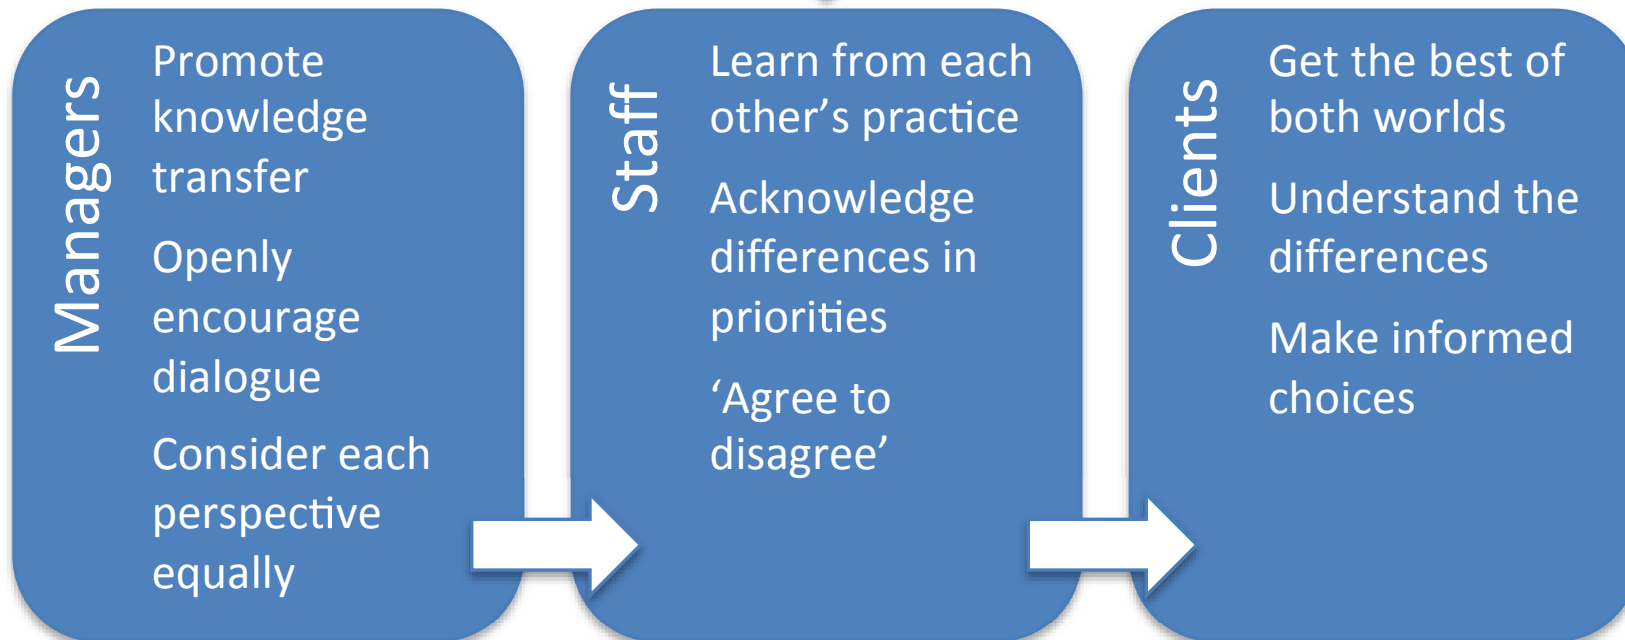 Managers
Promote
knowledge
transfer
Openly
encourage
dialogue
Consider each
perspective
equally
Staff
Learn from each
other’s practice
Acknowledge
differences in
priorities
‘Agree to
disagree’
Clients
Get the best of
both worlds
Understand the
differences
Make informed
choices